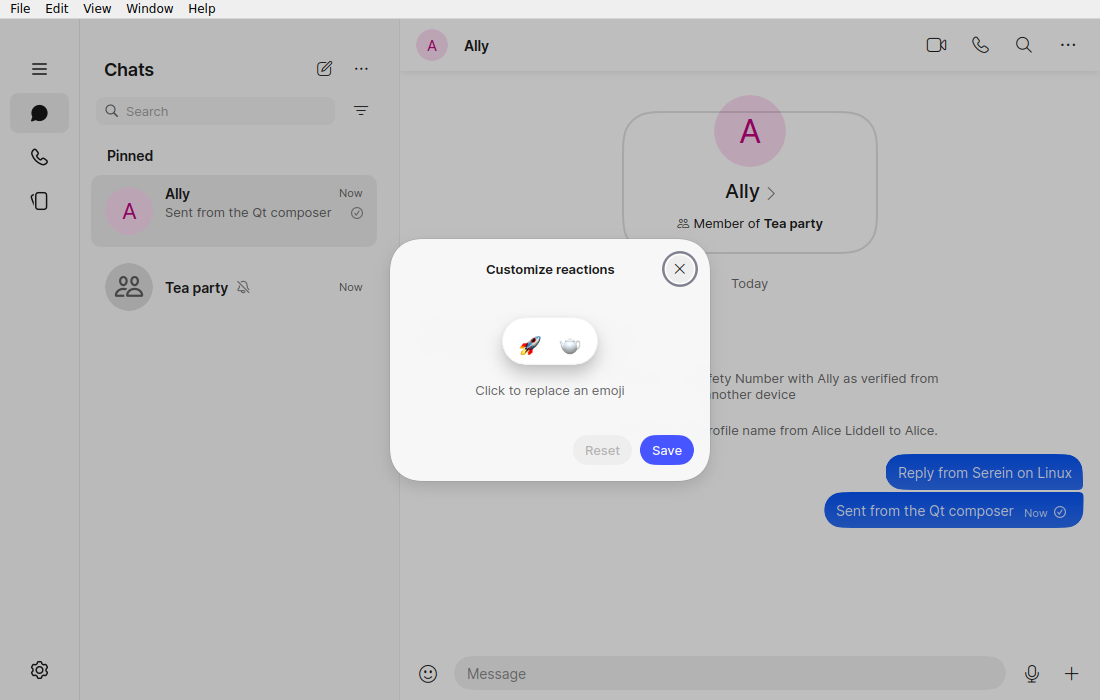 File Edit View Window Help
Chats
Search
Pinned
A
Ally
Now
Sent from the Qt composer
Tea party
Now
A
Ally
A
Ally
Member of Tea party
Today
fety Number with Ally as verified from
another device
rofile name from Alice Liddell to Alice.
Reply from Serein on Linux
Sent from the Qt composer Now
Message
Customize reactions
Click to replace an emoji
Reset
Save